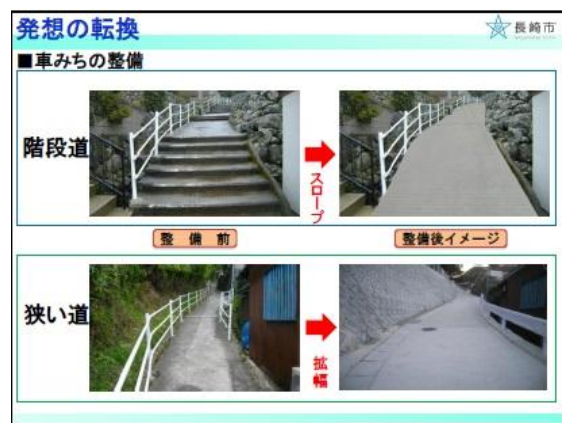 発想の転換
長崎市
■車みちの整備
階段道
スロープ
整備前
整備後イメージ
狭い道
拡幅